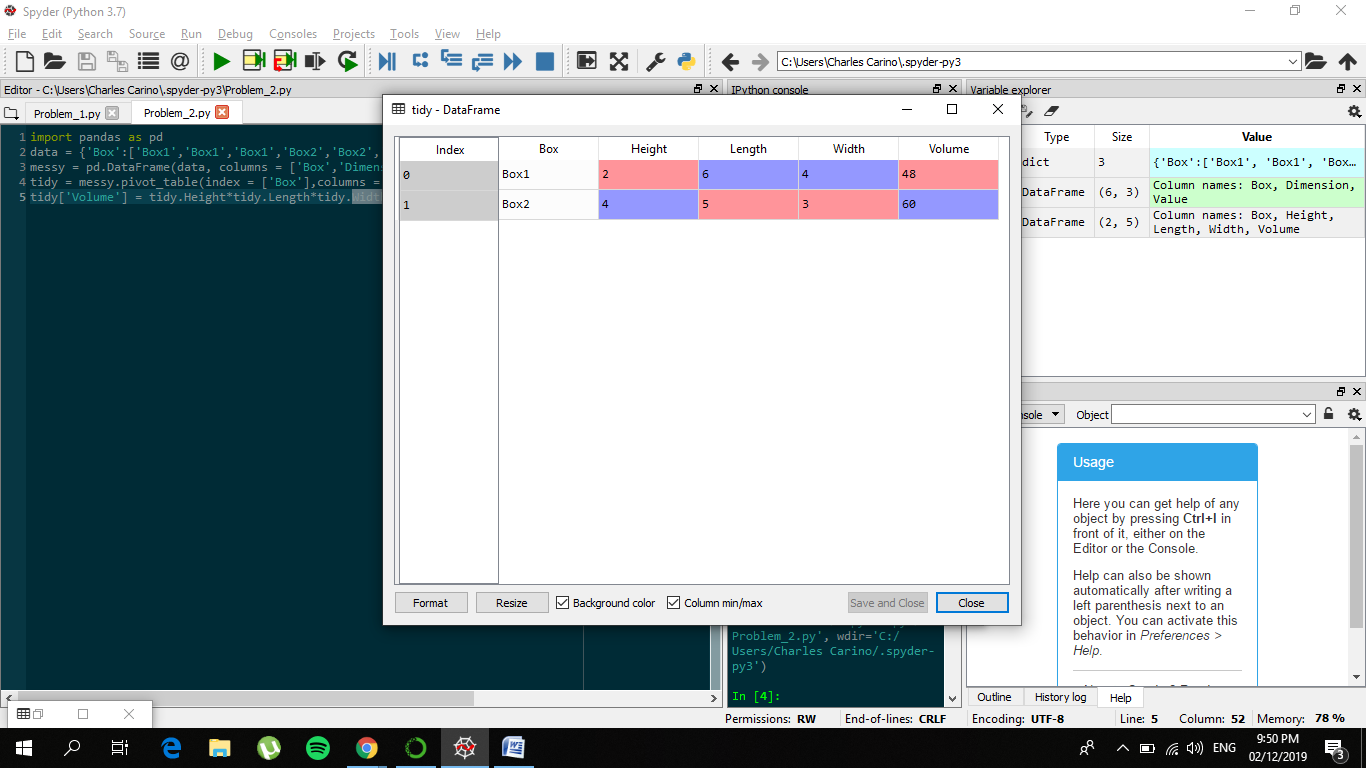 Spyder (Python 3.7)
File Edit Search Source Run Debug Consoles Projects Tools View Help
C:\Users\Charles Carino\.spyder-py3
Editor - C:\Users\Charles Carino\.spyder-py3\Problem_2.py
Problem_1.py Problem_2.py
1 import pandas as pd
2 data = {'Box':['Box1','Box1','Box1','Box2','Box2',
3 messy = pd.DataFrame(data, columns = ['Box','Dimen
4 tidy = messy.pivot_table(index = ['Box'],columns =
5 tidy['Volume'] = tidy.Height*tidy.Length*tidy.Widt
tidy - DataFrame
Index Box Height Length Width Volume
0 Box1 2 6 4 48
1 Box2 4 5 3 60
Format Resize Background color Column min/max Save and Close Close
IPython console
Problem_2.py', wdir='C:/
Users/Charles Carino/.spyder-
py3')
In [4]:
Variable explorer
Type Size Value
dict 3 {'Box':['Box1', 'Box1', 'Box...
DataFrame (6, 3) Column names: Box, Dimension,
Value
DataFrame (2, 5) Column names: Box, Height,
Length, Width, Volume
Object
Usage
Here you can get help of any
object by pressing Ctrl+I in
front of it, either on the
Editor or the Console.
Help can also be shown
automatically after writing a
left parenthesis next to an
object. You can activate this
behavior in Preferences >
Help.
Outline History log Help
Permissions: RW End-of-lines: CRLF Encoding: UTF-8 Line: 5 Column: 52 Memory: 78 %
ENG
9:50 PM
02/12/2019
3